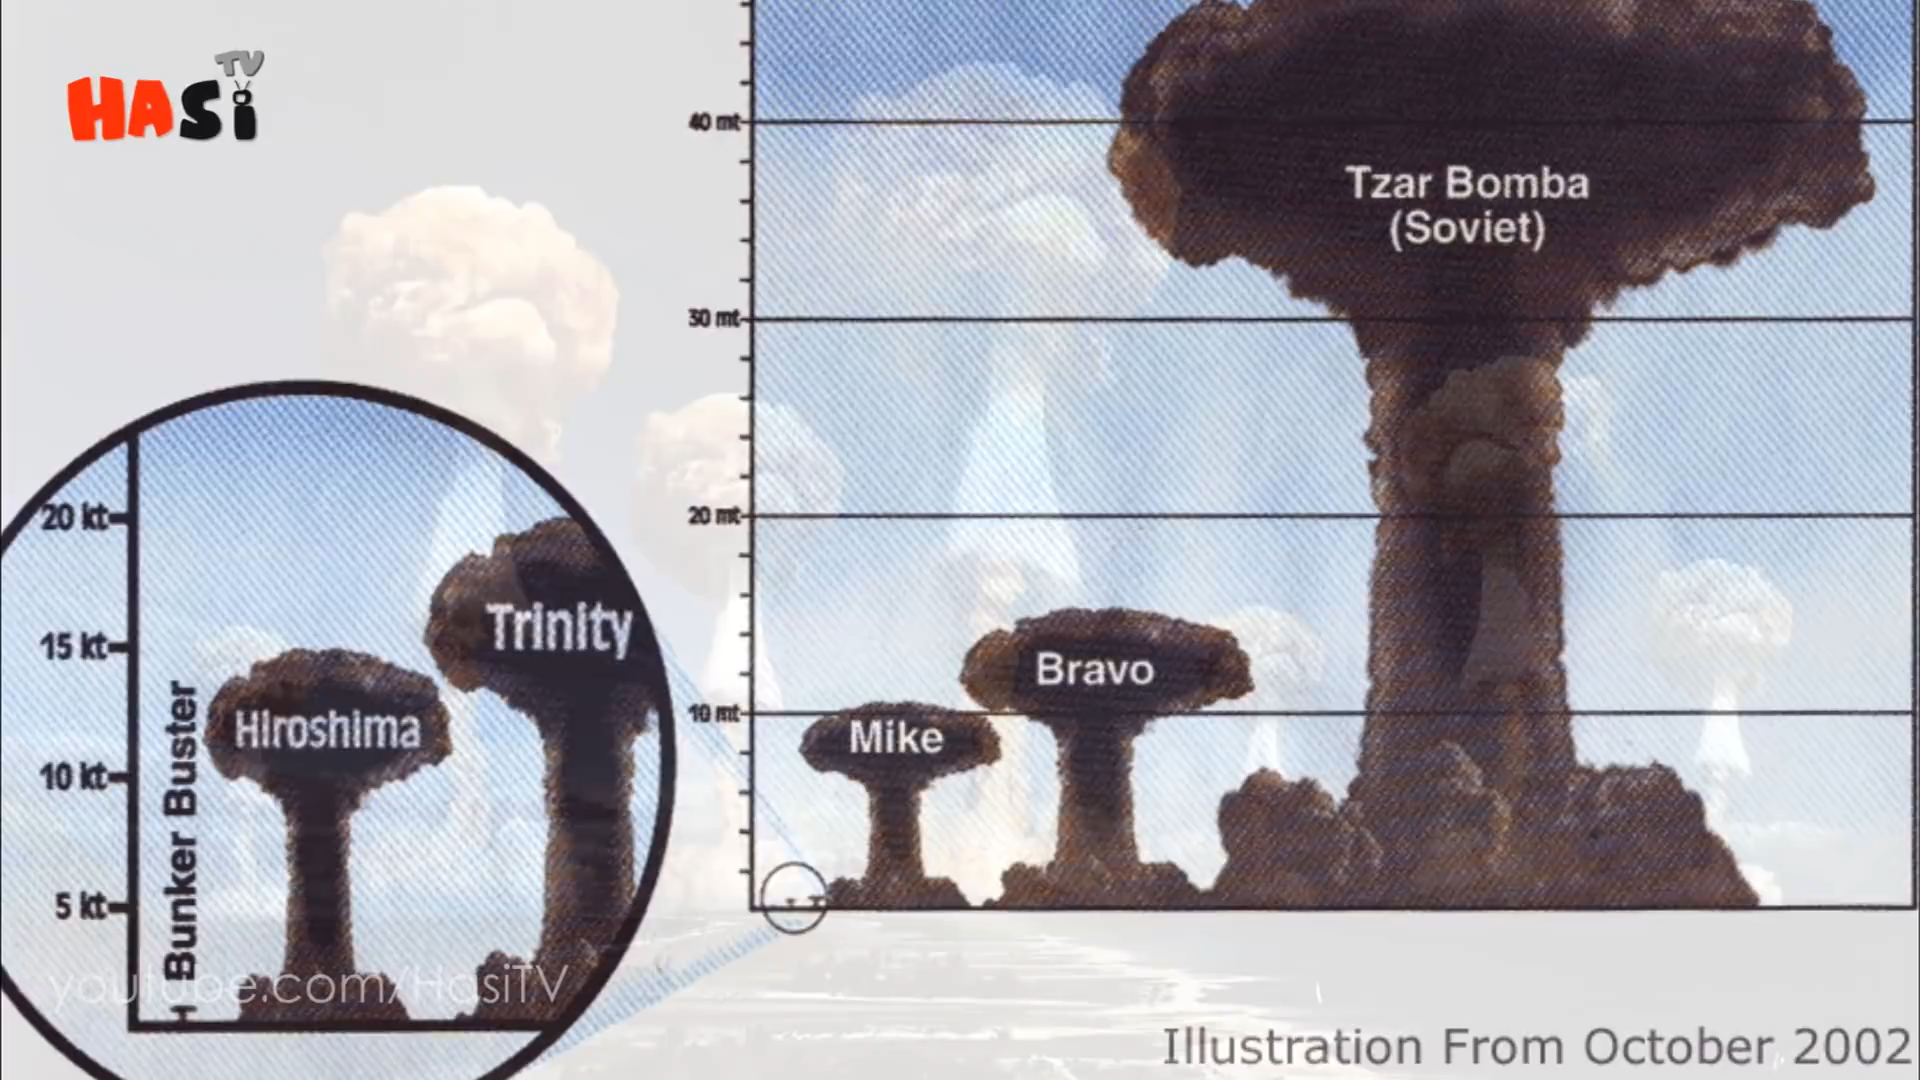 HASi
TV
40 mt
Tzar Bomba
(Soviet)
30 mt
20 mt
Bravo
10 mt
Mike
20 kt
Trinity
15 kt
Hiroshima
10 kt
Bunker Buster
5 kt
youtube.com/HasiTV
Illustration From October 2002